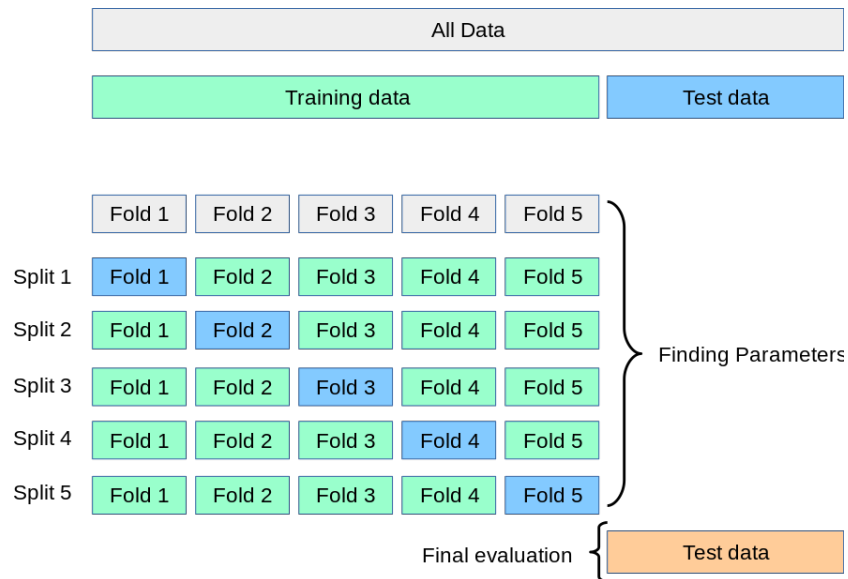 All Data
Training data Test data
Fold 1 Fold 2 Fold 3 Fold 4 Fold 5
Split 1 Fold 1 Fold 2 Fold 3 Fold 4 Fold 5
Split 2 Fold 1 Fold 2 Fold 3 Fold 4 Fold 5
Finding Parameters
Split 3 Fold 1 Fold 2 Fold 3 Fold 4 Fold 5
Split 4 Fold 1 Fold 2 Fold 3 Fold 4 Fold 5
Split 5 Fold 1 Fold 2 Fold 3 Fold 4 Fold 5
Final evaluation Test data